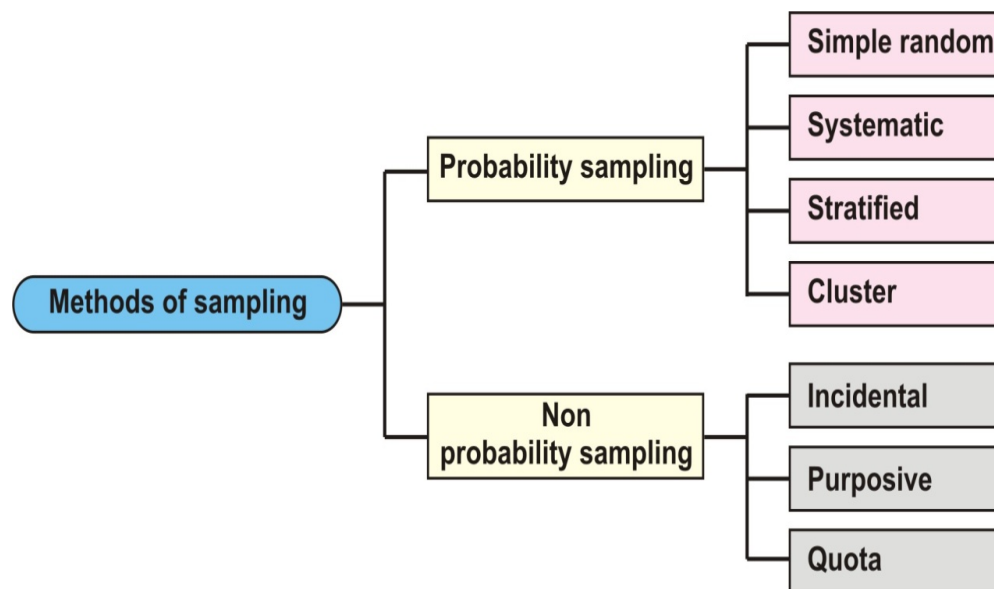 Methods of sampling
Probability sampling
Simple random
Systematic
Stratified
Cluster
Non
probability sampling
Incidental
Purposive
Quota